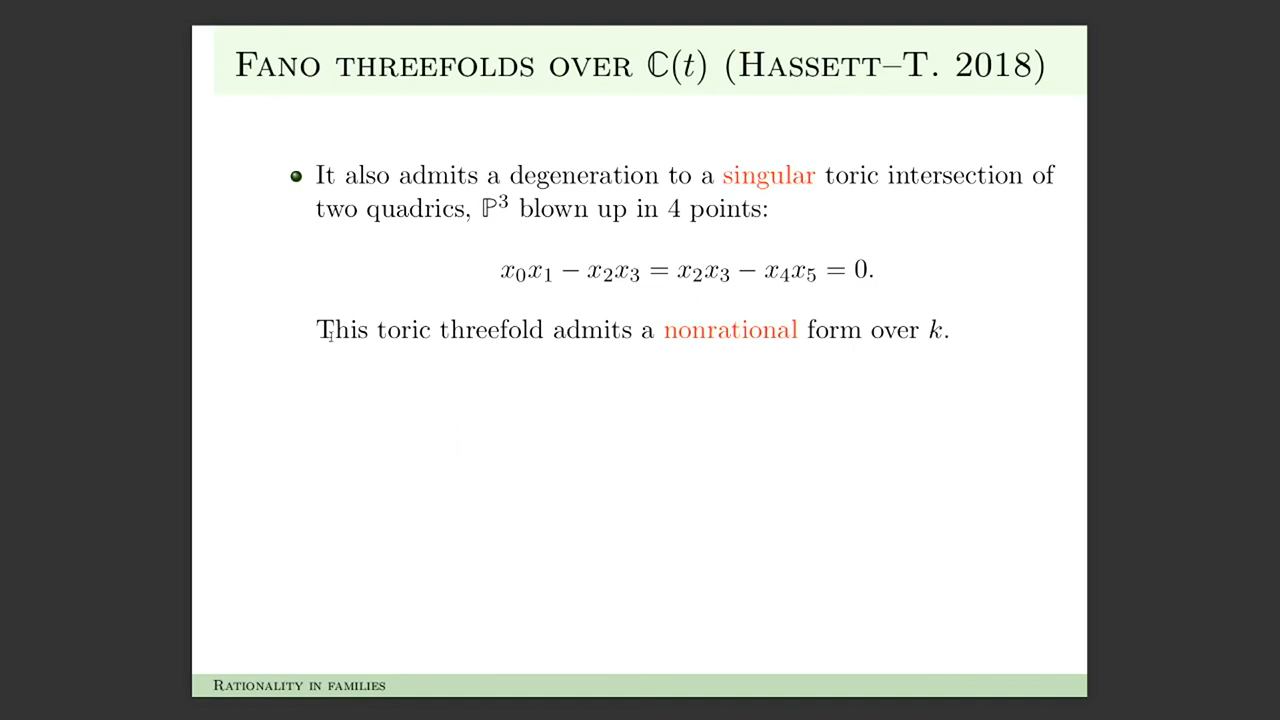 FANO THREEFOLDS OVER ℂ(t) (HASSETT–T. 2018)
It also admits a degeneration to a singular toric intersection of
two quadrics, ℙ³ blown up in 4 points:
x₀x₁ − x₂x₃ = x₂x₃ − x₄x₅ = 0.
This toric threefold admits a nonrational form over k.
RATIONALITY IN FAMILIES